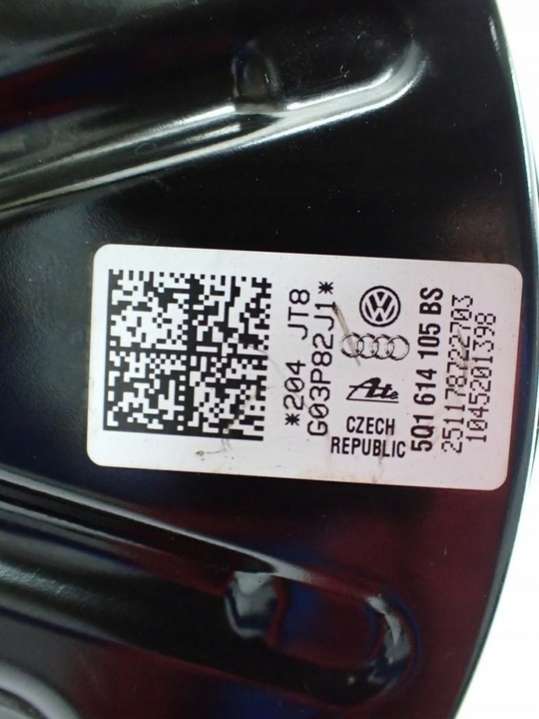 *204 JT8
G03P82J1*
Ate
CZECH
REPUBLIC
5Q1 614 105 BS
251178722703
1045201398